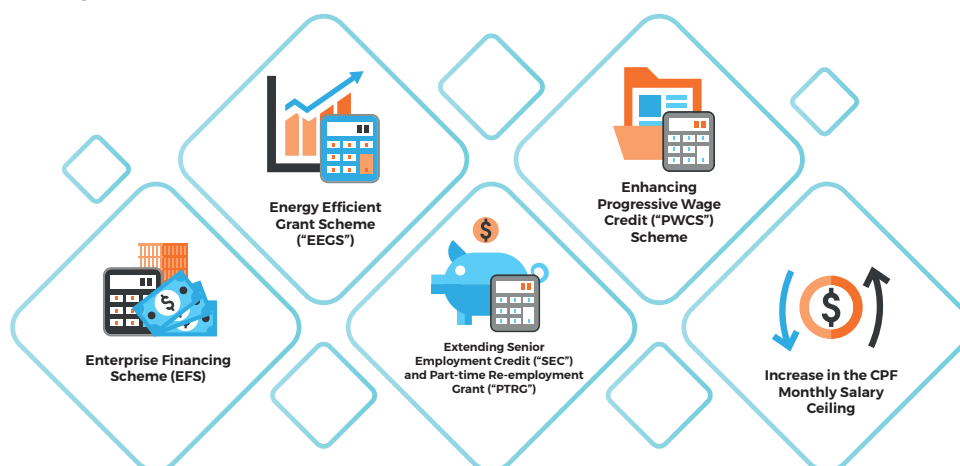 Energy Efficient
Grant Scheme
(“EEGS”)
Enhancing
Progressive Wage
Credit (“PWCS”)
Scheme
Enterprise Financing
Scheme (EFS)
Extending Senior
Employment Credit (“SEC”)
and Part-time Re-employment
Grant (“PTRG”)
Increase in the CPF
Monthly Salary
Ceiling